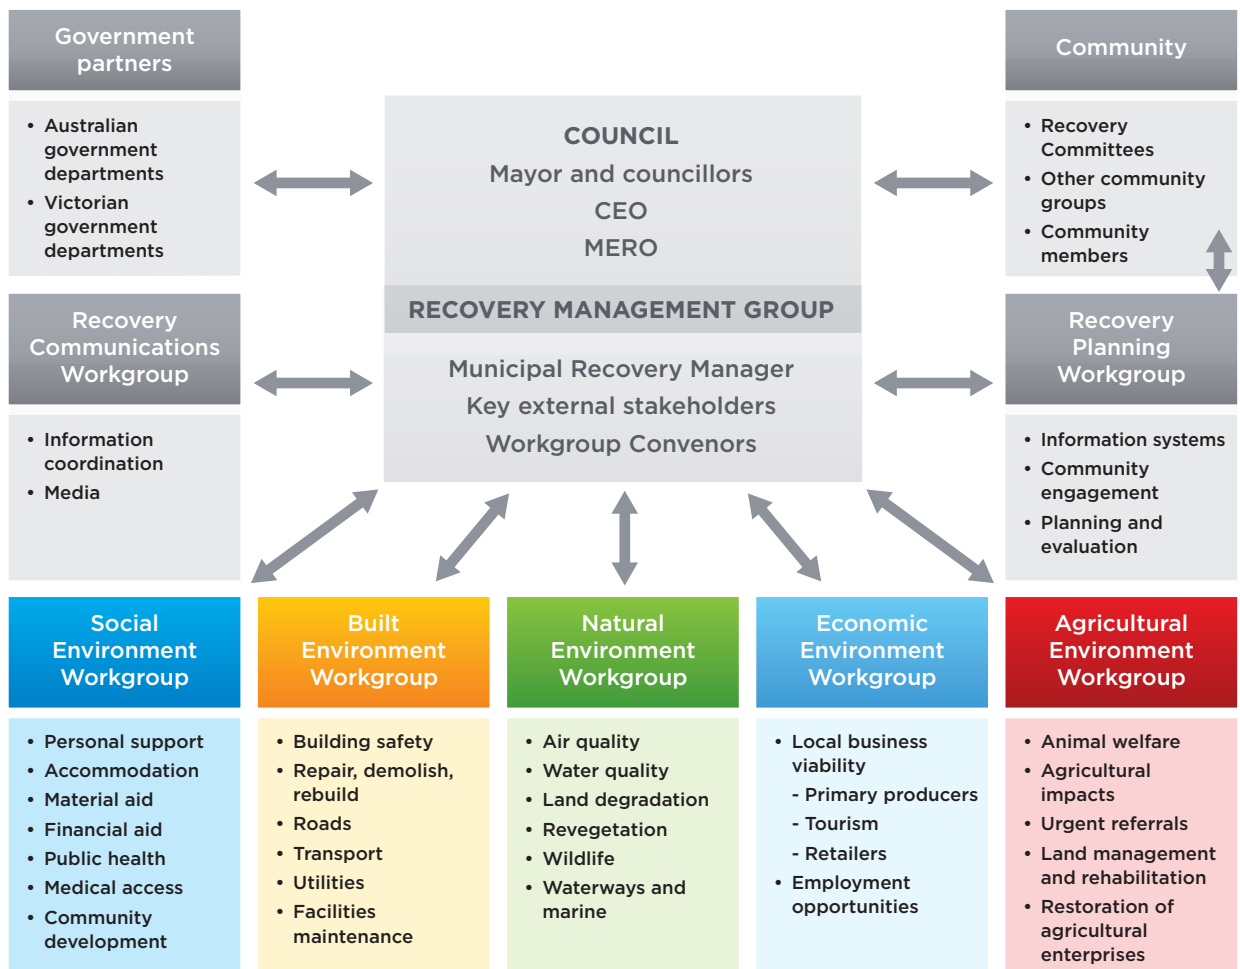 Government
partners
• Australian
government
departments
• Victorian
government
departments
COUNCIL
Mayor and councillors
CEO
MERO
RECOVERY MANAGEMENT GROUP
Municipal Recovery Manager
Key external stakeholders
Workgroup Convenors
Community
• Recovery
Committees
• Other community
groups
• Community
members
Recovery
Communications
Workgroup
• Information
coordination
• Media
Recovery
Planning
Workgroup
• Information systems
• Community
engagement
• Planning and
evaluation
Social
Environment
Workgroup
• Personal support
• Accommodation
• Material aid
• Financial aid
• Public health
• Medical access
• Community
development
Built
Environment
Workgroup
• Building safety
• Repair, demolish,
rebuild
• Roads
• Transport
• Utilities
• Facilities
maintenance
Natural
Environment
Workgroup
• Air quality
• Water quality
• Land degradation
• Revegetation
• Wildlife
• Waterways and
marine
Economic
Environment
Workgroup
• Local business
viability
- Primary producers
- Tourism
- Retailers
• Employment
opportunities
Agricultural
Environment
Workgroup
• Animal welfare
• Agricultural
impacts
• Urgent referrals
• Land management
and rehabilitation
• Restoration of
agricultural
enterprises